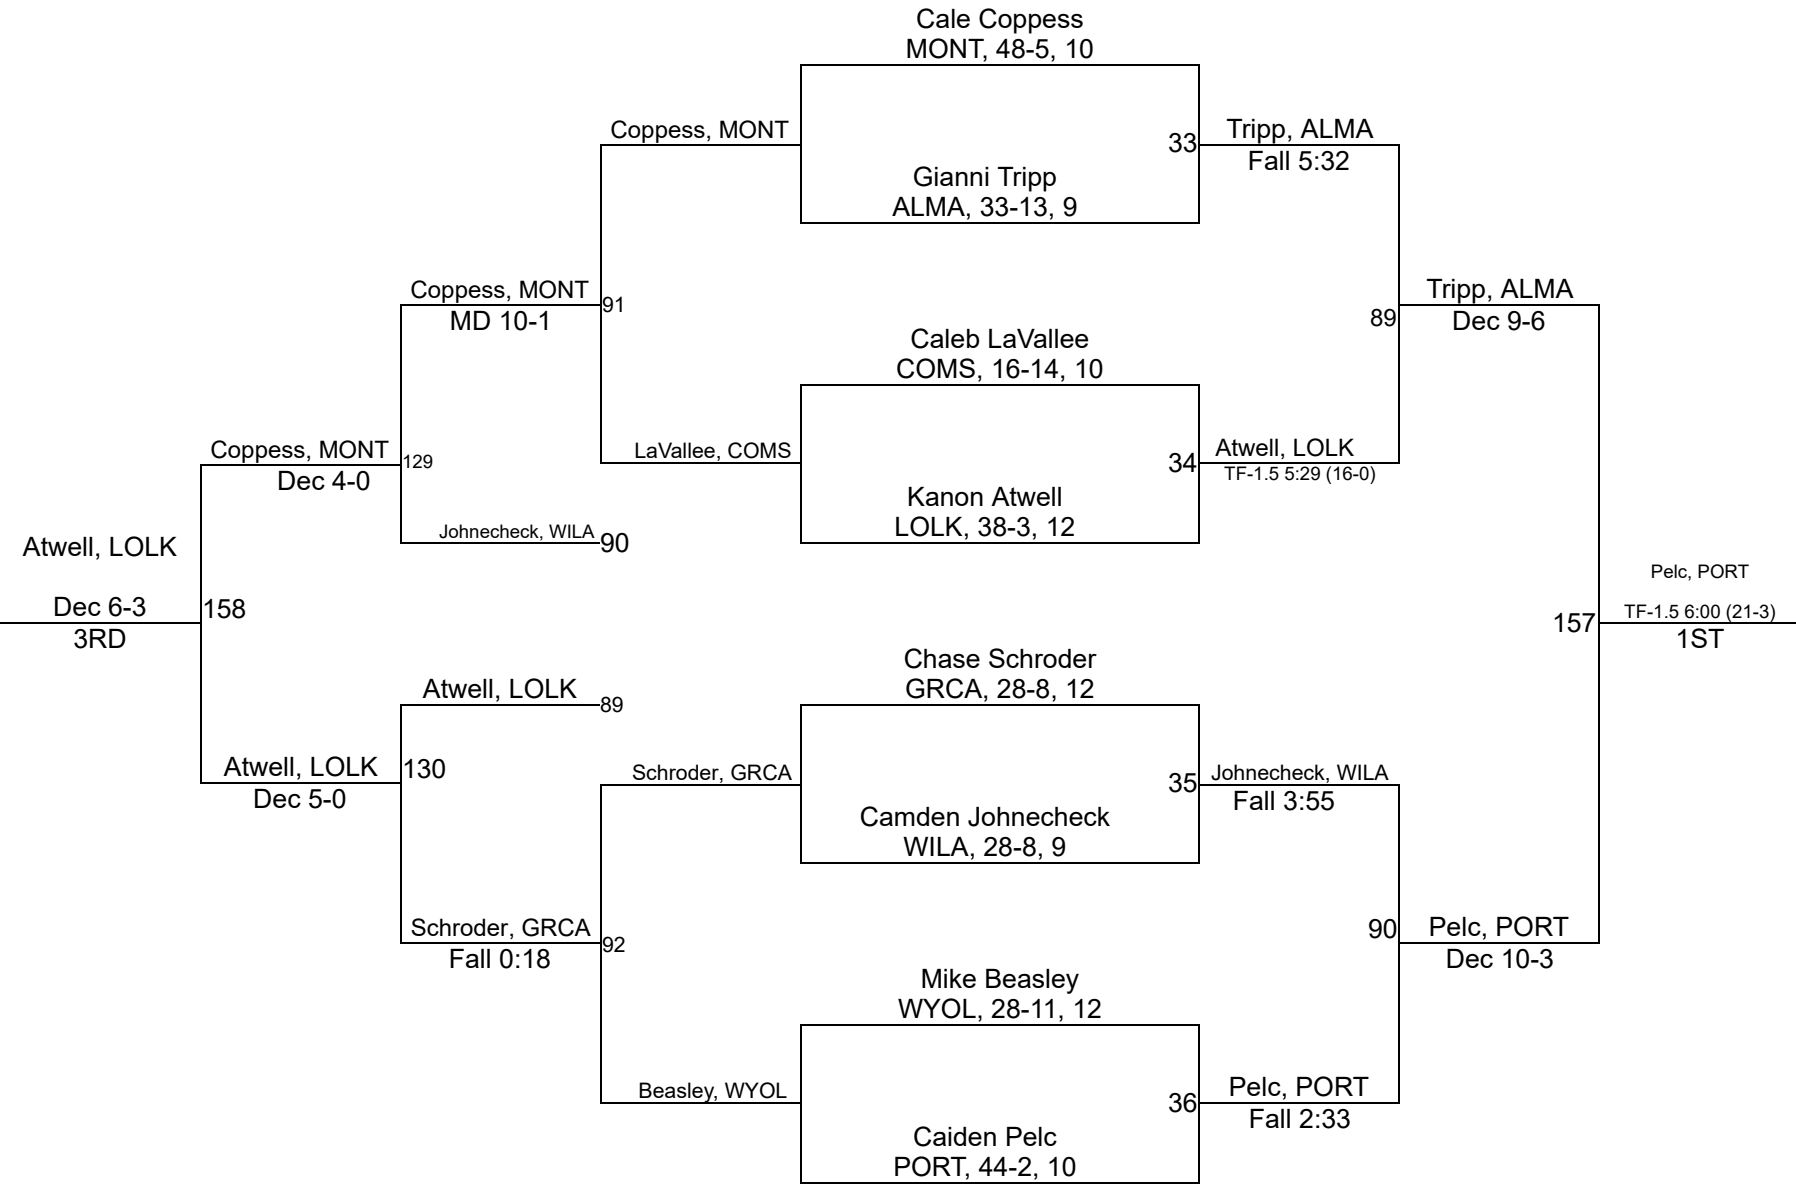 Cale Coppess
MONT, 48-5, 10
Coppess, MONT
33
Tripp, ALMA
Fall 5:32
Gianni Tripp
ALMA, 33-13, 9
Coppess, MONT
MD 10-1
91
89
Tripp, ALMA
Dec 9-6
Caleb LaVallee
COMS, 16-14, 10
LaVallee, COMS
34
Atwell, LOLK
TF-1.5 5:29 (16-0)
Kanon Atwell
LOLK, 38-3, 12
Coppess, MONT
Dec 4-0
129
Johnecheck, WILA
90
Atwell, LOLK
Dec 6-3
3RD
158
157
Pelc, PORT
TF-1.5 6:00 (21-3)
1ST
Chase Schroder
GRCA, 28-8, 12
Atwell, LOLK
89
Atwell, LOLK
Dec 5-0
130
Schroder, GRCA
35
Johnecheck, WILA
Fall 3:55
Camden Johnecheck
WILA, 28-8, 9
Schroder, GRCA
Fall 0:18
92
90
Pelc, PORT
Dec 10-3
Mike Beasley
WYOL, 28-11, 12
Beasley, WYOL
36
Pelc, PORT
Fall 2:33
Caiden Pelc
PORT, 44-2, 10